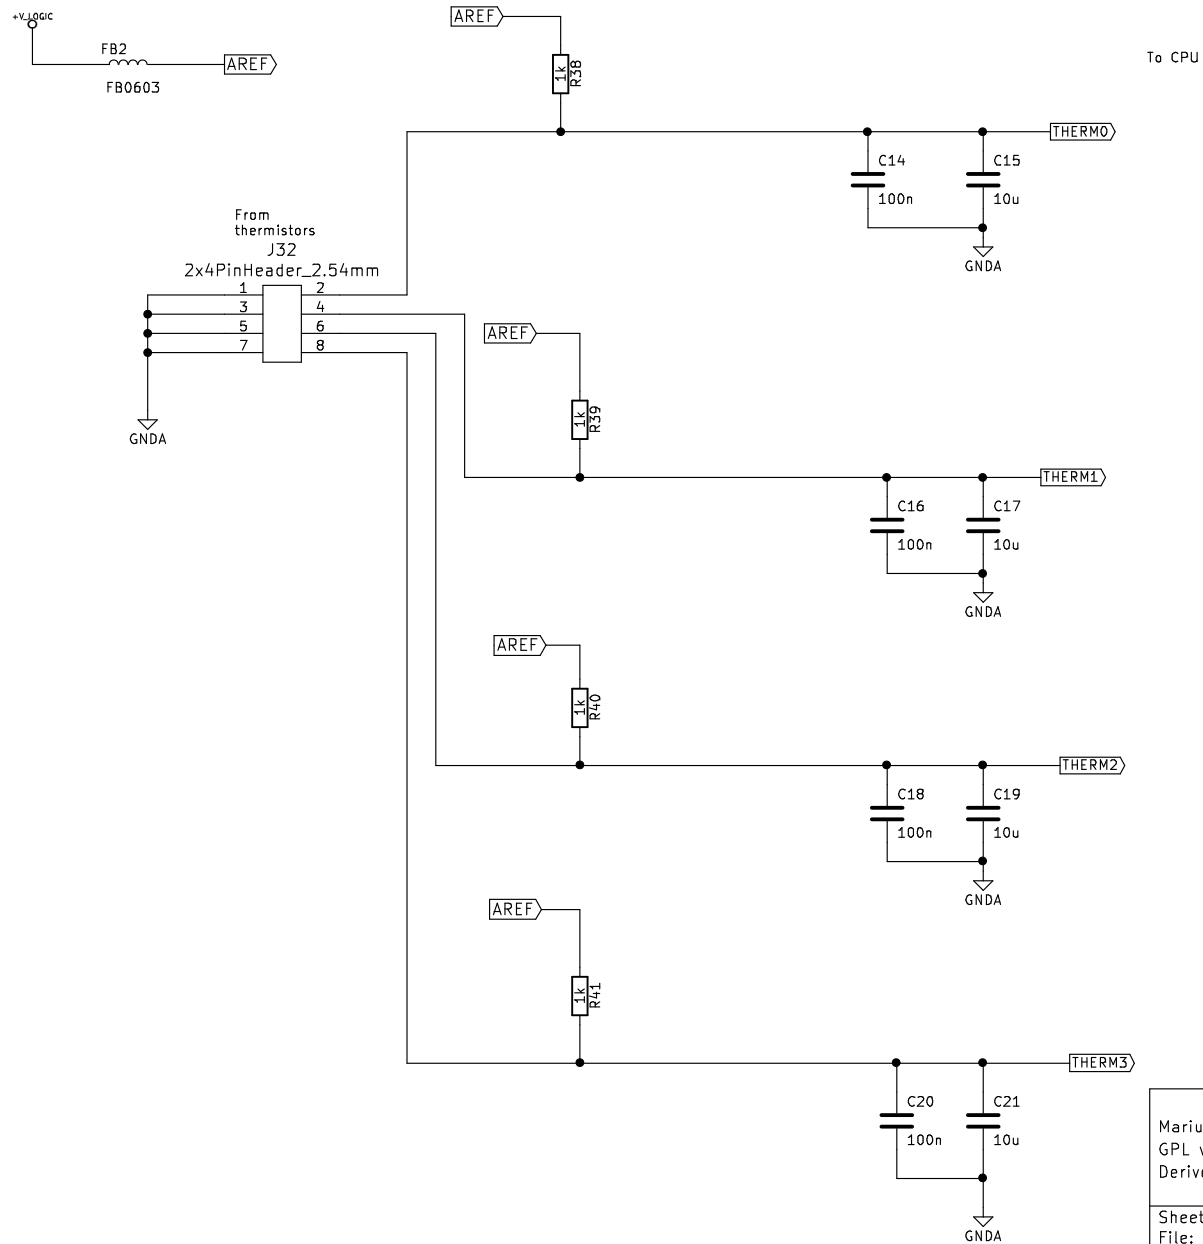 +V_LOGIC
FB2
FB0603
AREF
AREF
1k
R38
To CPU
THERM0
C14
100n
C15
10u
GNDA
From
thermistors
J32
2x4PinHeader_2.54mm
1
2
3
4
5
6
7
8
GNDA
AREF
1k
R39
THERM1
C16
100n
C17
10u
GNDA
AREF
1k
R40
THERM2
C18
100n
C19
10u
GNDA
AREF
1k
R41
THERM3
C20
100n
C21
10u
GNDA
Mariu
GPL v
Derive
Sheet
File: